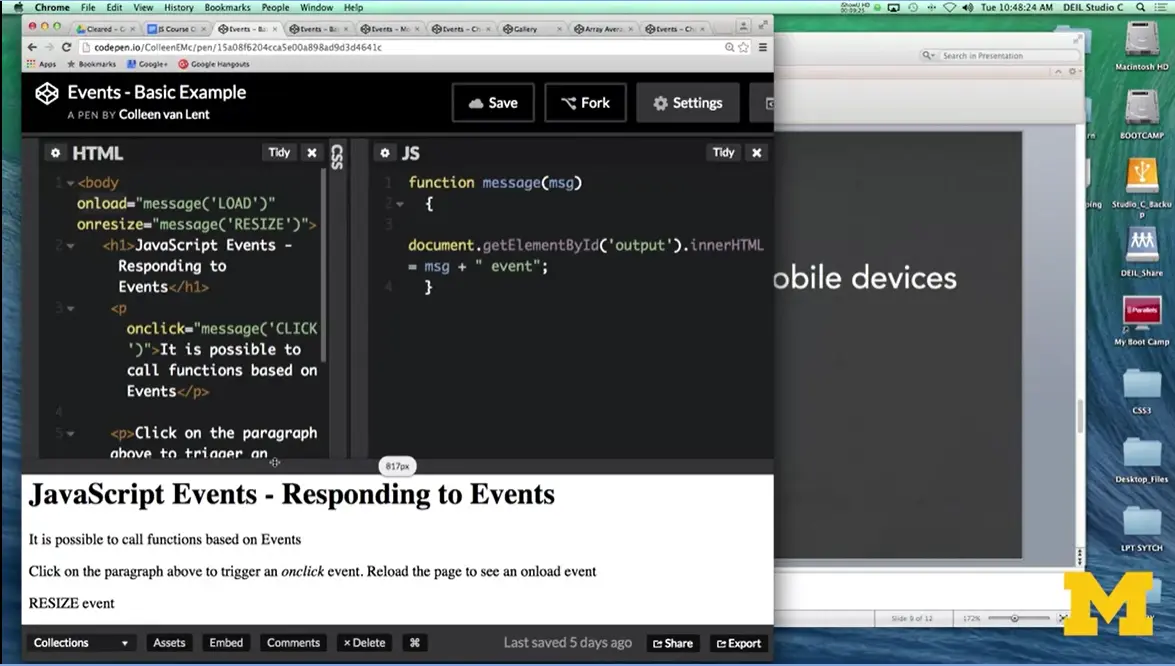 Chrome File Edit View History Bookmarks People Window Help
Tue 10:48:24 AM DEIL Studio C
Cleared - C
JS Course C
Events - Ba
Events - Ba
Events - M
Events - C
Gallery
Array Avera
Events - C
codepen.io/ColleenEMc/pen/15a08f6204cca5e00a898ad9d3d4641c
Apps Bookmarks Google+ Google Hangouts
Search in Presentation
Events - Basic Example
A PEN BY Colleen van Lent
Save Fork Settings
HTML Tidy
CSS
JS Tidy
1 <body
onload="message('LOAD')"
onresize="message('RESIZE')">
2 <h1>JavaScript Events -
Responding to
Events</h1>
3 <p
onclick="message('CLICK
')">It is possible to
call functions based on
Events</p>
4
5 <p>Click on the paragraph
above to trigger an
1 function message(msg)
2 {
3
document.getElementById('output').innerHTML
= msg + " event";
4 }
817px
JavaScript Events - Responding to Events
It is possible to call functions based on Events
Click on the paragraph above to trigger an onclick event. Reload the page to see an onload event
RESIZE event
Collections Assets Embed Comments × Delete ⌘ Last saved 5 days ago Share Export
obile devices
Slide 9 of 12 172%
Macintosh HD
BOOTCAMP
Studio_C_Backu
p
DEIL_Share
Parallels
My Boot Camp
CSS3
Desktop_Files
LPT SYTCH
M